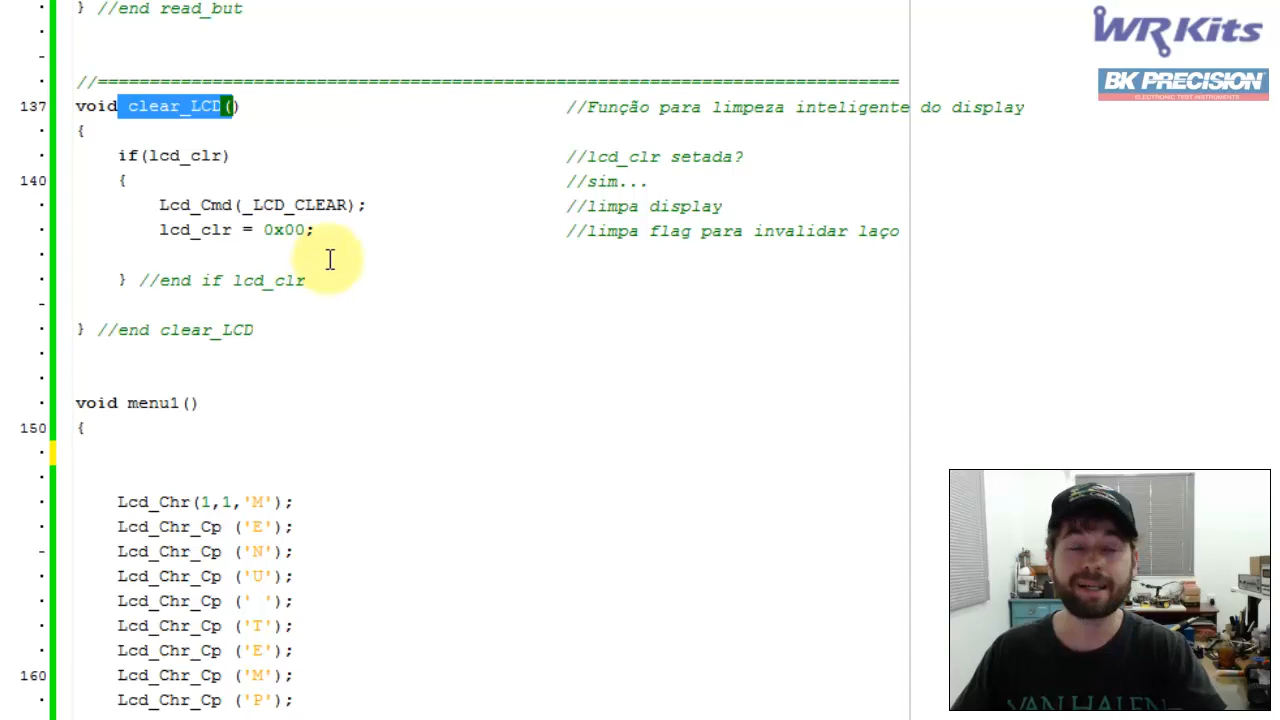 } //end read_but
WR Kits
BK PRECISION
ELECTRONIC TEST INSTRUMENTS
//==============================================================================
137 void clear_LCD() //Função para limpeza inteligente do display
{
if(lcd_clr) //lcd_clr setada?
140 { //sim...
Lcd_Cmd(_LCD_CLEAR); //limpa display
lcd_clr = 0x00; //limpa flag para invalidar laço
} //end if lcd_clr
} //end clear_LCD
void menu1()
150 {
Lcd_Chr(1,1,'M');
Lcd_Chr_Cp ('E');
Lcd_Chr_Cp ('N');
Lcd_Chr_Cp ('U');
Lcd_Chr_Cp (' ');
Lcd_Chr_Cp ('T');
Lcd_Chr_Cp ('E');
160 Lcd_Chr_Cp ('M');
Lcd_Chr_Cp ('P');
VAN HALEN